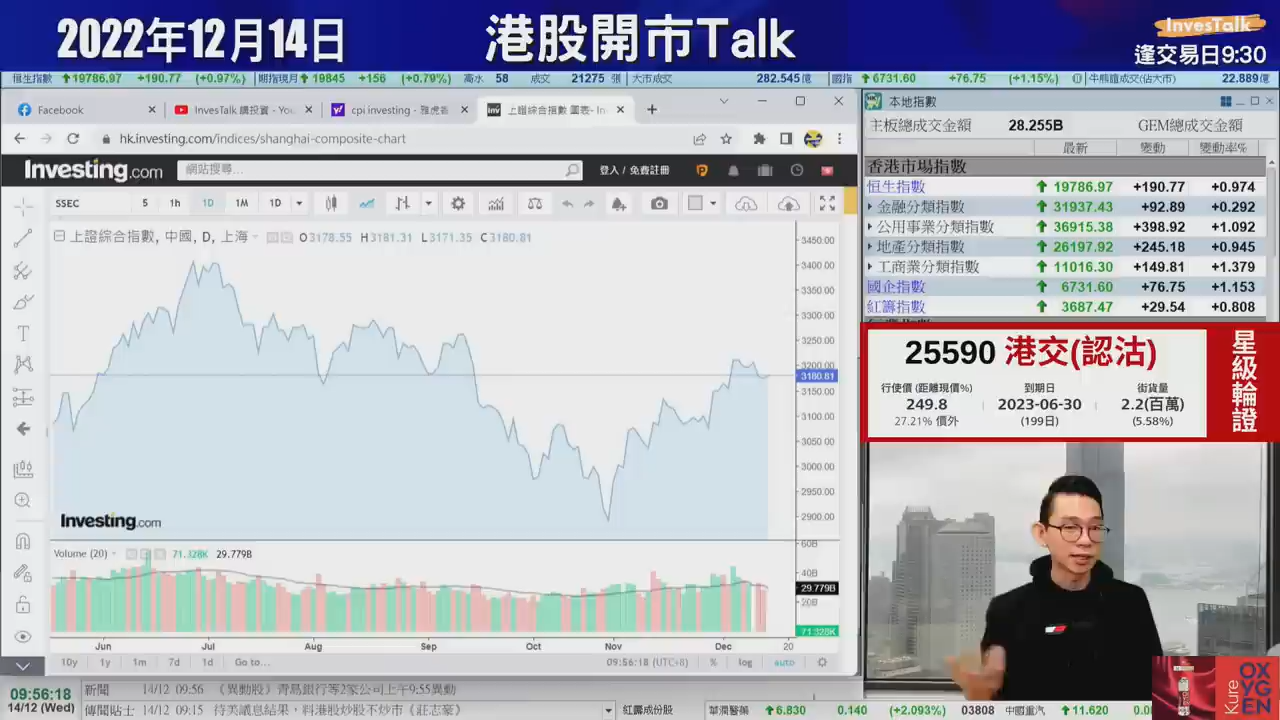 2022年12月14日
港股開市Talk
InvesTalk
逢交易日9:30
恒生指數 19786.97 +190.77 (+0.97%) 期指現月 19845 +156 (+0.79%) 高水 58 成交 21275 張 大市成交 282.545億 國指 6731.60 +76.75 (+1.15%) 牛熊證成交(佔大市) 22.889億
Facebook
InvesTalk 講投資 - You
cpi investing - 雅虎香
上證綜合指數 圖表- In
hk.investing.com/indices/shanghai-composite-chart
Investing.com
網站搜尋...
登入 / 免費註冊
SSEC 5 1h 1D 1M 1D
上證綜合指數, 中國, D, 上海 O3178.55 H3181.31 L3171.35 C3180.81
3450.00
3400.00
3350.00
3300.00
3250.00
3200.00
3180.81
3150.00
3100.00
3050.00
3000.00
2950.00
2900.00
Investing.com
Volume (20) 71.328K 29.779B
60B
40B
29.779B
20B
71.328K
Jun Jul Aug Sep Oct Nov Dec 20
10y 1y 1m 7d 1d Go to... 09:56:18 (UTC+8) % log auto
本地指數
主板總成交金額 28.255B GEM總成交金額
最新 變動 變動率%
香港市場指數
恒生指數 19786.97 +190.77 +0.974
金融分類指數 31937.43 +92.89 +0.292
公用事業分類指數 36915.38 +398.92 +1.092
地產分類指數 26197.92 +245.18 +0.945
工商業分類指數 11016.30 +149.81 +1.379
國企指數 6731.60 +76.75 +1.153
紅籌指數 3687.47 +29.54 +0.808
25590 港交(認沽)
行使價 (距離現價%) 到期日 街貨量
249.8 2023-06-30 2.2(百萬)
27.21% 價外 (199日) (5.58%)
星級輪證
Kure
OXYGEN
09:56:18
14/12 (Wed)
新聞 14/12 09:56 《異動股》青島銀行等2家公司上午9:55異動
傳聞貼士 14/12 09:15 待美議息結果，料港股炒股不炒市《莊志豪》
紅籌成份股 華潤醫藥 6.830 0.140 (+2.093%) 03808 中國重汽 11.620